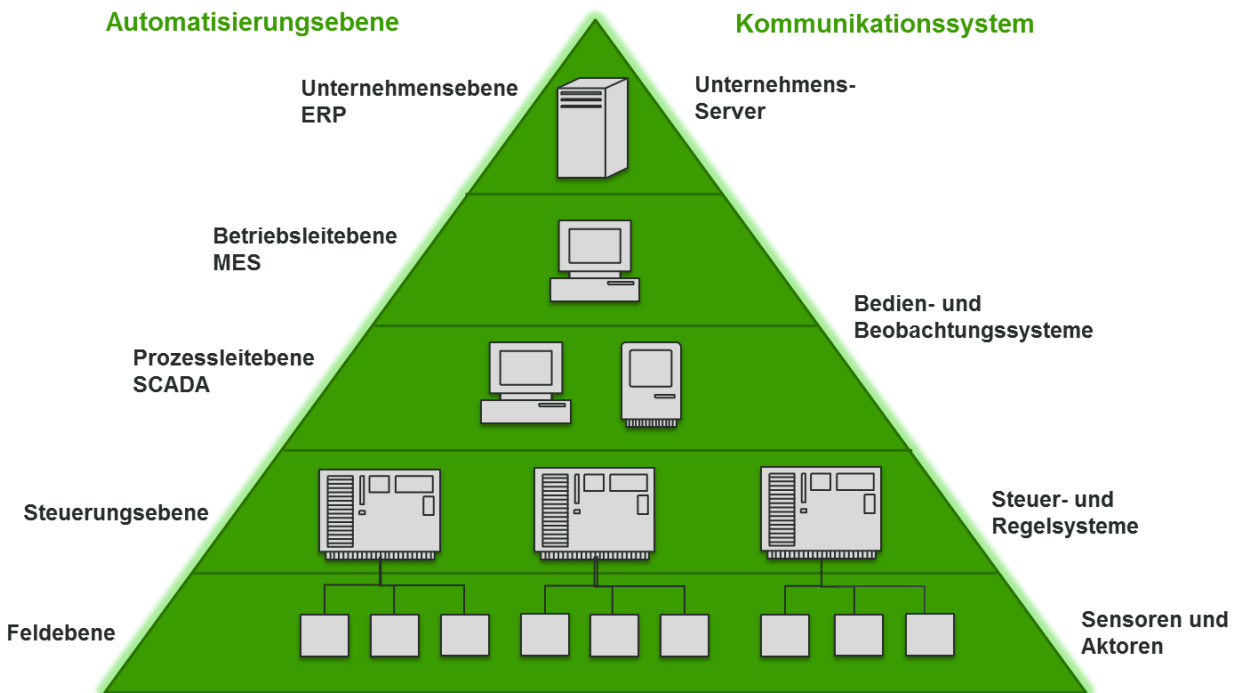 Automatisierungsebene
Kommunikationssystem
Unternehmensebene
ERP
Unternehmens-
Server
Betriebsleitebene
MES
Bedien- und
Beobachtungssysteme
Prozessleitebene
SCADA
Steuerungsebene
Steuer- und
Regelsysteme
Feldebene
Sensoren und
Aktoren